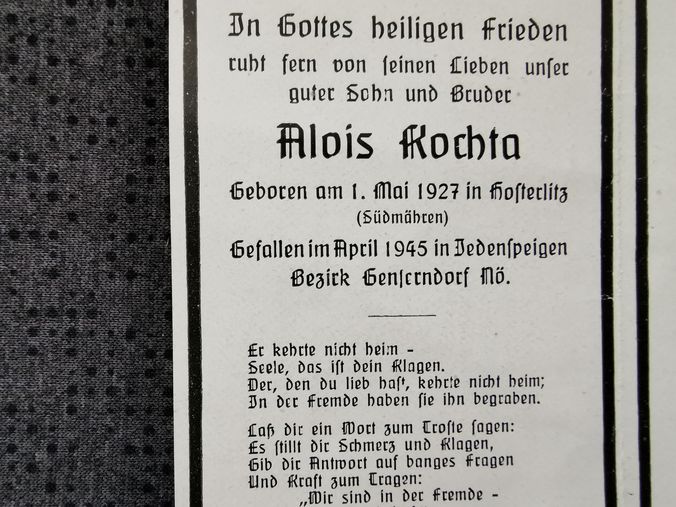 In Gottes heiligen Frieden
ruht fern von seinen Lieben unser
guter Sohn und Bruder
Alois Kochta
Geboren am 1. Mai 1927 in Hosterlitz
(Südmähren)
Gefallen im April 1945 in Jedenspeigen
Bezirk Genserndorf Nö.
Er kehrte nicht heim –
Seele, das ist dein Klagen.
Der, den du lieb hast, kehrte nicht heim;
In der Fremde haben sie ihn begraben.
Laß dir ein Wort zum Troste sagen:
Es stillt dir Schmerz und Klagen,
Gib dir Antwort auf banges Fragen
Und Kraft zum Tragen:
„Wir sind in der Fremde –